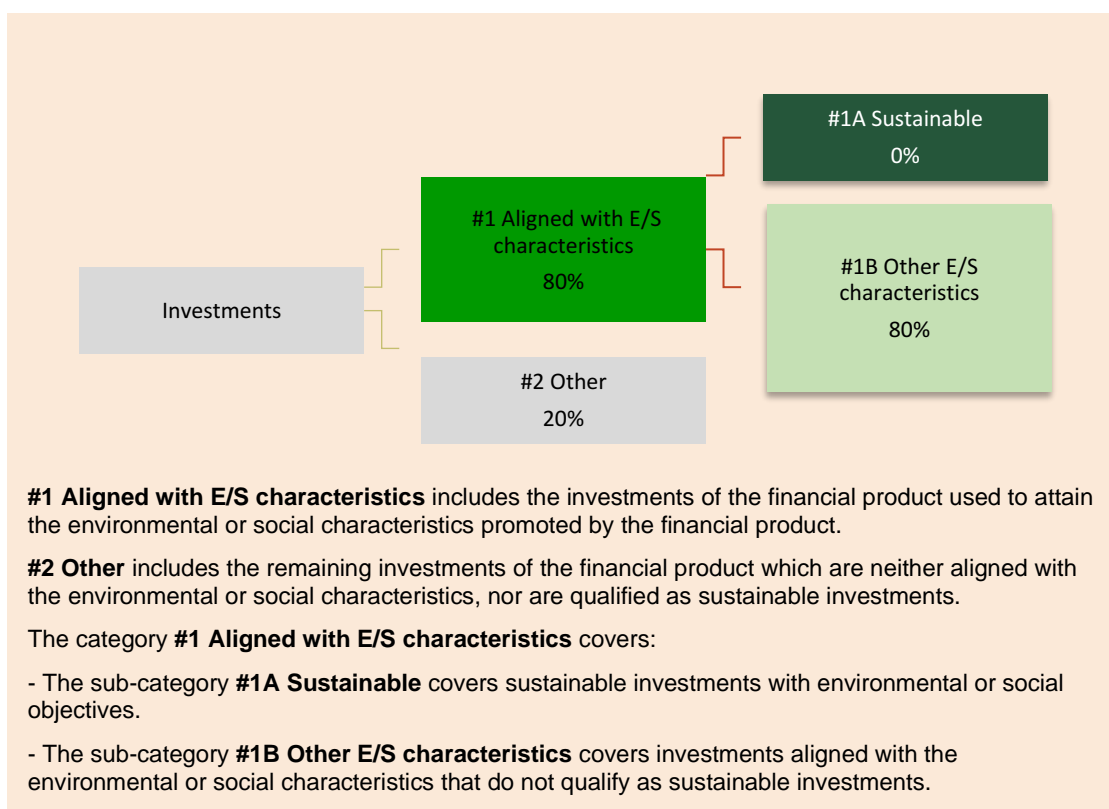 #1A Sustainable
0%
#1 Aligned with E/S
characteristics
80%
#1B Other E/S
characteristics
80%
Investments
#2 Other
20%
#1 Aligned with E/S characteristics includes the investments of the financial product used to attain
the environmental or social characteristics promoted by the financial product.
#2 Other includes the remaining investments of the financial product which are neither aligned with
the environmental or social characteristics, nor are qualified as sustainable investments.
The category #1 Aligned with E/S characteristics covers:
- The sub-category #1A Sustainable covers sustainable investments with environmental or social
objectives.
- The sub-category #1B Other E/S characteristics covers investments aligned with the
environmental or social characteristics that do not qualify as sustainable investments.